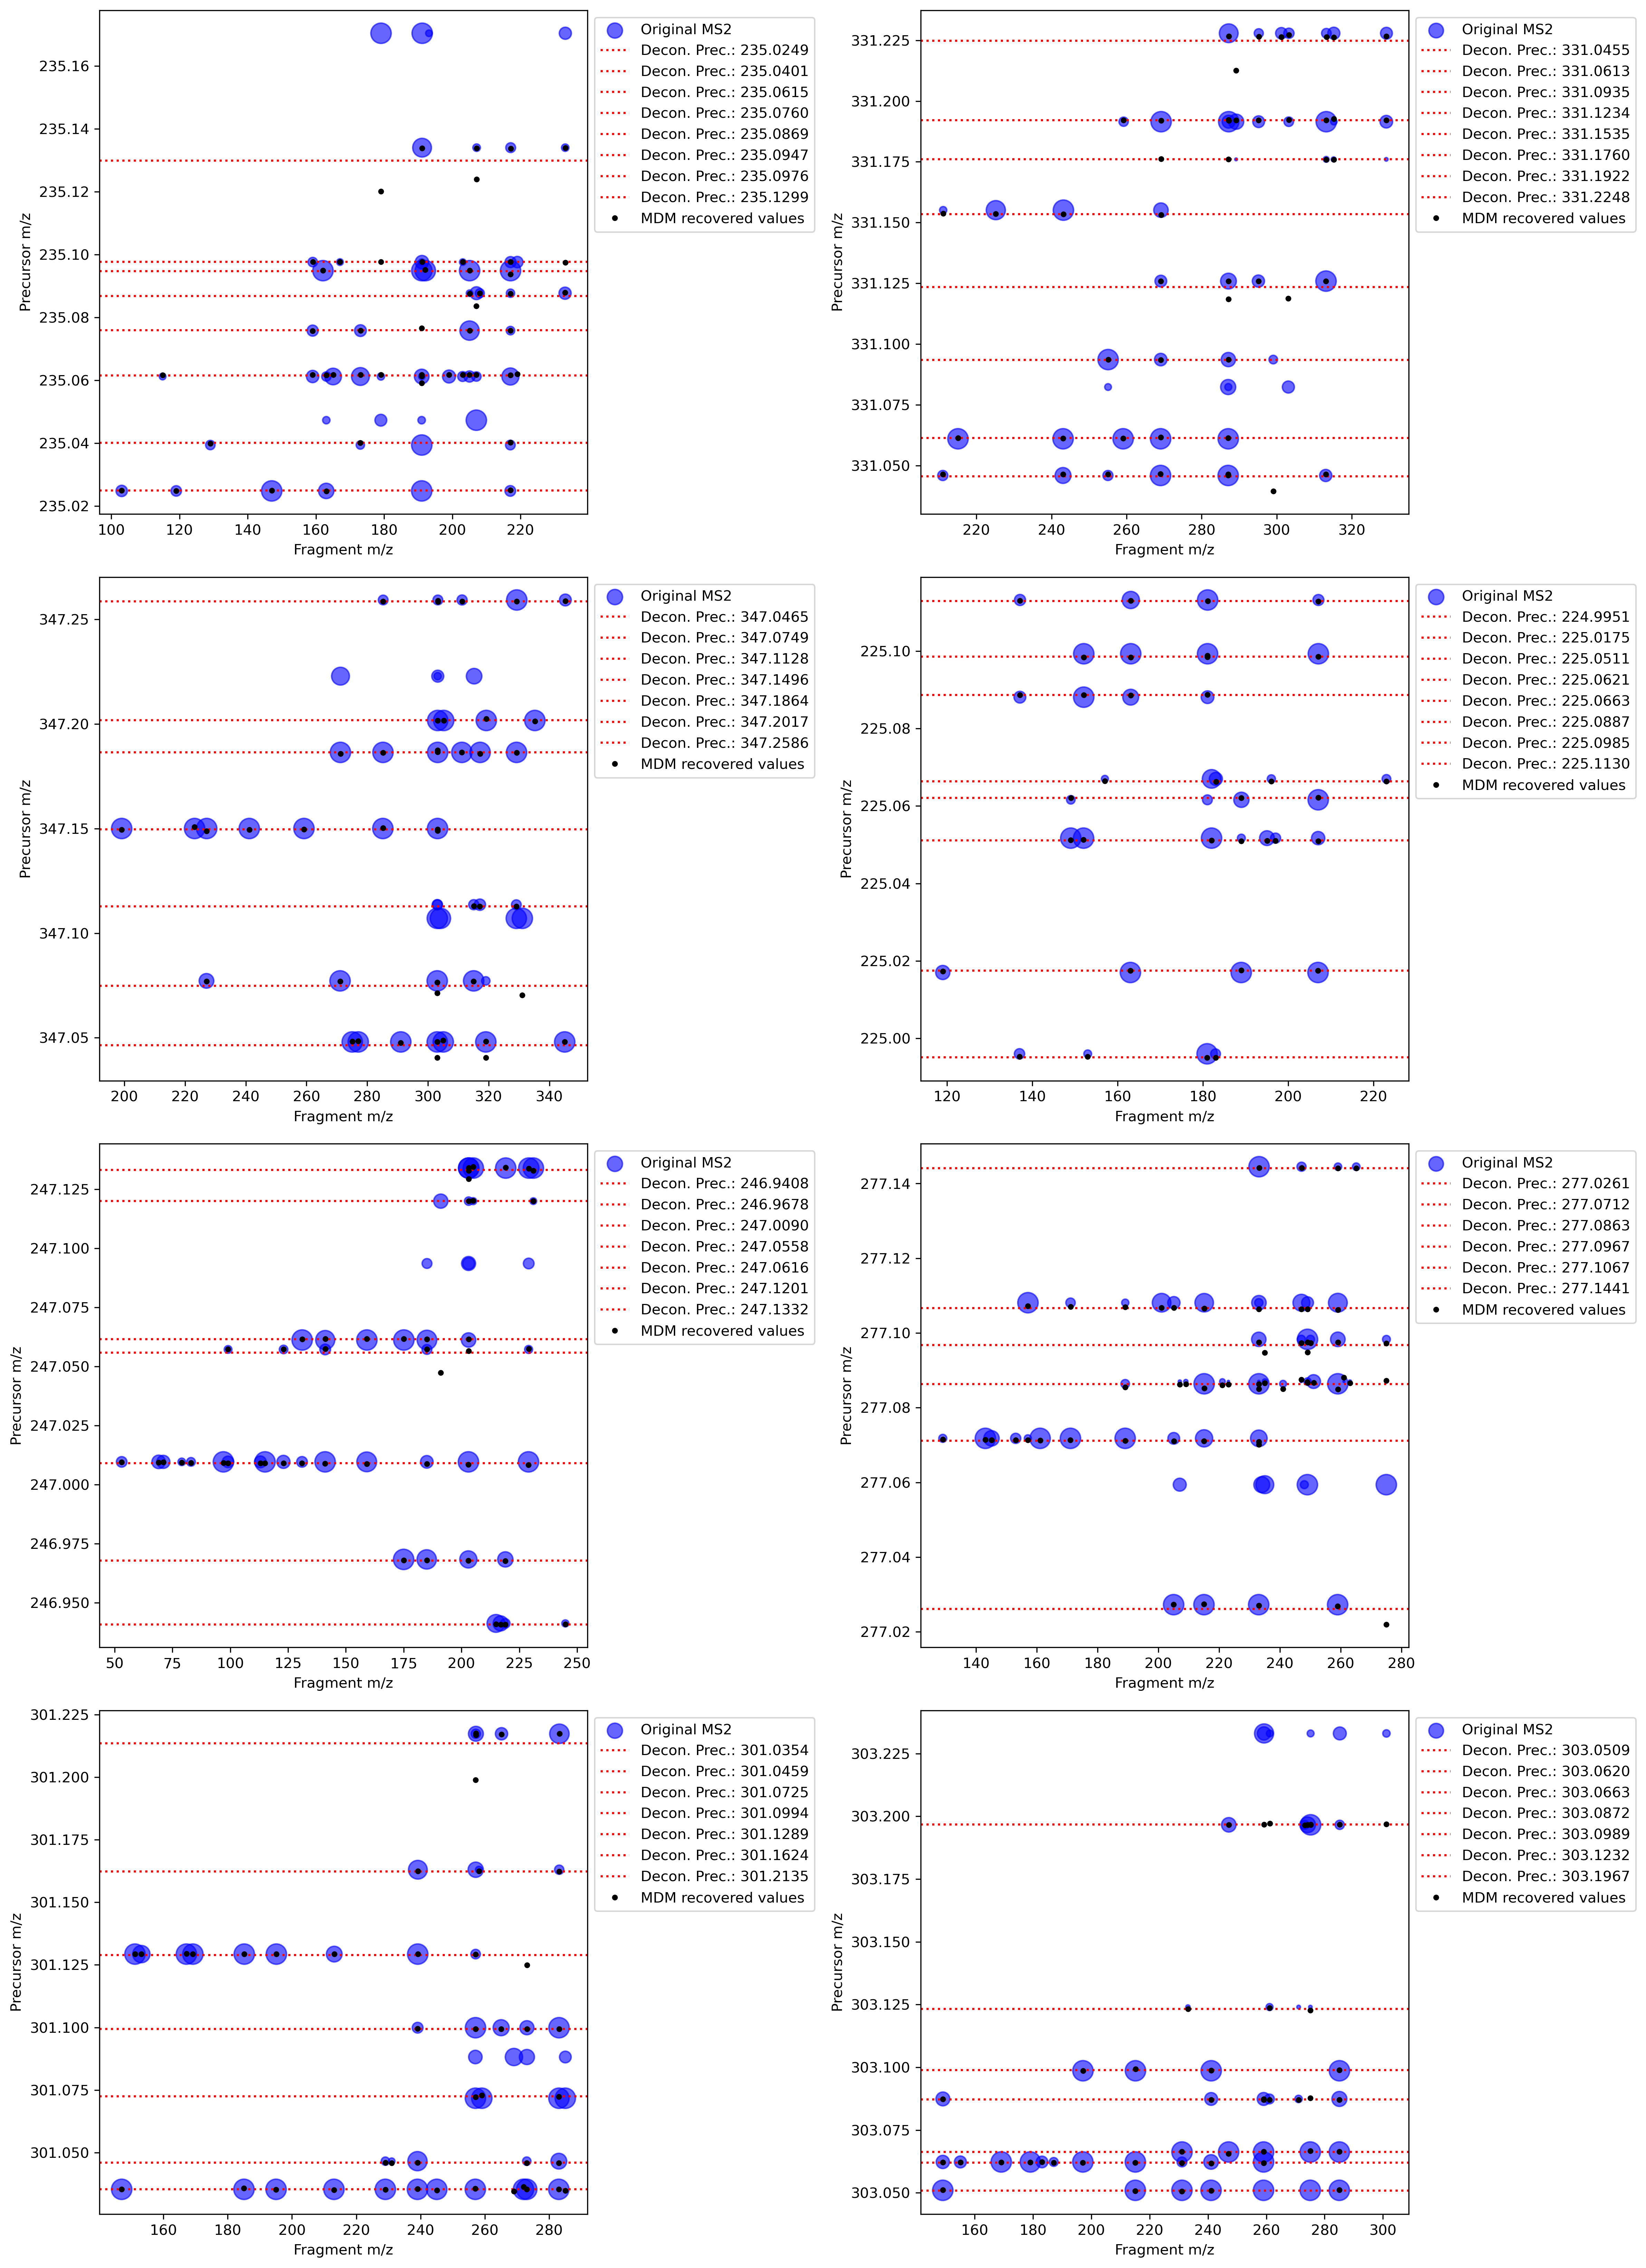 235.16
235.14
235.12
235.10
235.08
235.06
235.04
235.02
Precursor m/z
100 120 140 160 180 200 220
Fragment m/z
Original MS2
Decon. Prec.: 235.0249
Decon. Prec.: 235.0401
Decon. Prec.: 235.0615
Decon. Prec.: 235.0760
Decon. Prec.: 235.0869
Decon. Prec.: 235.0947
Decon. Prec.: 235.0976
Decon. Prec.: 235.1299
MDM recovered values
331.225
331.200
331.175
331.150
331.125
331.100
331.075
331.050
Precursor m/z
220 240 260 280 300 320
Fragment m/z
Original MS2
Decon. Prec.: 331.0455
Decon. Prec.: 331.0613
Decon. Prec.: 331.0935
Decon. Prec.: 331.1234
Decon. Prec.: 331.1535
Decon. Prec.: 331.1760
Decon. Prec.: 331.1922
Decon. Prec.: 331.2248
MDM recovered values
347.25
347.20
347.15
347.10
347.05
Precursor m/z
200 220 240 260 280 300 320 340
Fragment m/z
Original MS2
Decon. Prec.: 347.0465
Decon. Prec.: 347.0749
Decon. Prec.: 347.1128
Decon. Prec.: 347.1496
Decon. Prec.: 347.1864
Decon. Prec.: 347.2017
Decon. Prec.: 347.2586
MDM recovered values
225.10
225.08
225.06
225.04
225.02
225.00
Precursor m/z
120 140 160 180 200 220
Fragment m/z
Original MS2
Decon. Prec.: 224.9951
Decon. Prec.: 225.0175
Decon. Prec.: 225.0511
Decon. Prec.: 225.0621
Decon. Prec.: 225.0663
Decon. Prec.: 225.0887
Decon. Prec.: 225.0985
Decon. Prec.: 225.1130
MDM recovered values
247.125
247.100
247.075
247.050
247.025
247.000
246.975
246.950
Precursor m/z
50 75 100 125 150 175 200 225 250
Fragment m/z
Original MS2
Decon. Prec.: 246.9408
Decon. Prec.: 246.9678
Decon. Prec.: 247.0090
Decon. Prec.: 247.0558
Decon. Prec.: 247.0616
Decon. Prec.: 247.1201
Decon. Prec.: 247.1332
MDM recovered values
277.14
277.12
277.10
277.08
277.06
277.04
277.02
Precursor m/z
140 160 180 200 220 240 260 280
Fragment m/z
Original MS2
Decon. Prec.: 277.0261
Decon. Prec.: 277.0712
Decon. Prec.: 277.0863
Decon. Prec.: 277.0967
Decon. Prec.: 277.1067
Decon. Prec.: 277.1441
MDM recovered values
301.225
301.200
301.175
301.150
301.125
301.100
301.075
301.050
Precursor m/z
160 180 200 220 240 260 280
Fragment m/z
Original MS2
Decon. Prec.: 301.0354
Decon. Prec.: 301.0459
Decon. Prec.: 301.0725
Decon. Prec.: 301.0994
Decon. Prec.: 301.1289
Decon. Prec.: 301.1624
Decon. Prec.: 301.2135
MDM recovered values
303.225
303.200
303.175
303.150
303.125
303.100
303.075
303.050
Precursor m/z
160 180 200 220 240 260 280 300
Fragment m/z
Original MS2
Decon. Prec.: 303.0509
Decon. Prec.: 303.0620
Decon. Prec.: 303.0663
Decon. Prec.: 303.0872
Decon. Prec.: 303.0989
Decon. Prec.: 303.1232
Decon. Prec.: 303.1967
MDM recovered values